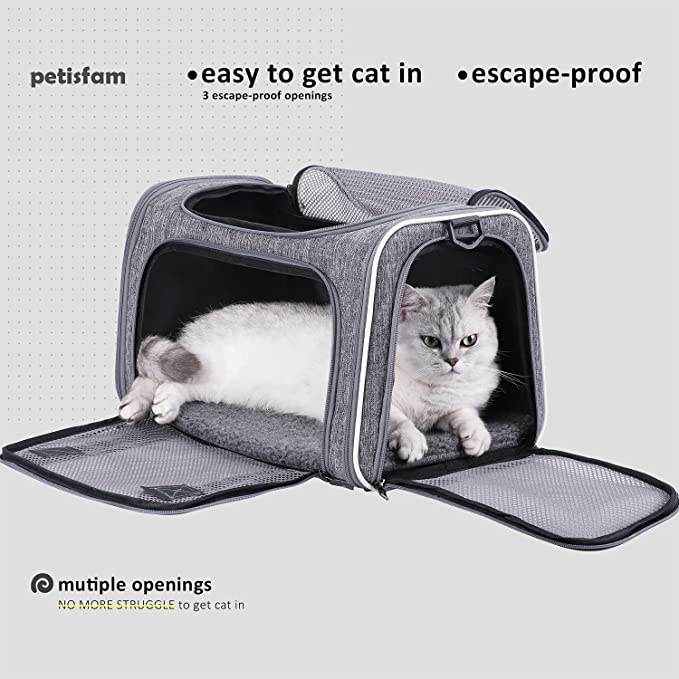 petisfam
•easy to get cat in
3 escape-proof openings
•escape-proof
mutiple openings
NO MORE STRUGGLE to get cat in